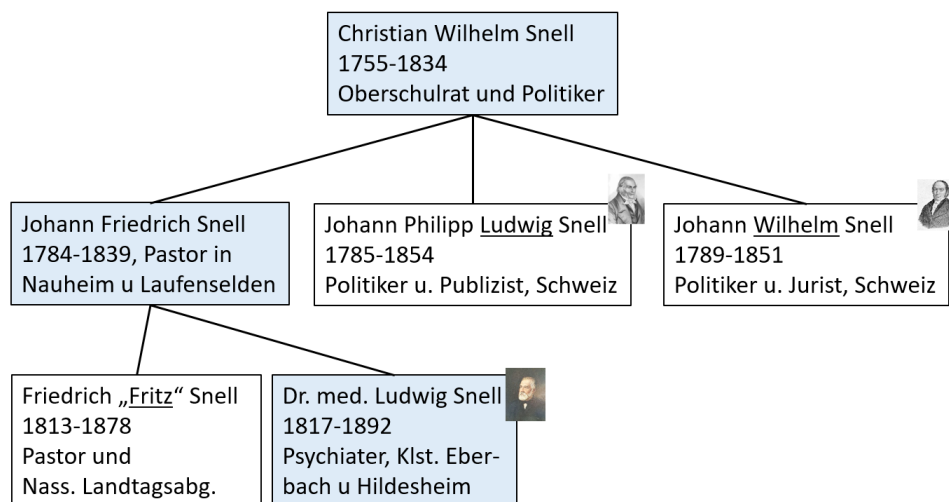 Christian Wilhelm Snell
1755-1834
Oberschulrat und Politiker
Johann Friedrich Snell
1784-1839, Pastor in
Nauheim u Laufenselden
Johann Philipp Ludwig Snell
1785-1854
Politiker u. Publizist, Schweiz
Johann Wilhelm Snell
1789-1851
Politiker u. Jurist, Schweiz
Friedrich „Fritz“ Snell
1813-1878
Pastor und
Nass. Landtagsabg.
Dr. med. Ludwig Snell
1817-1892
Psychiater, Klst. Eber-
bach u Hildesheim